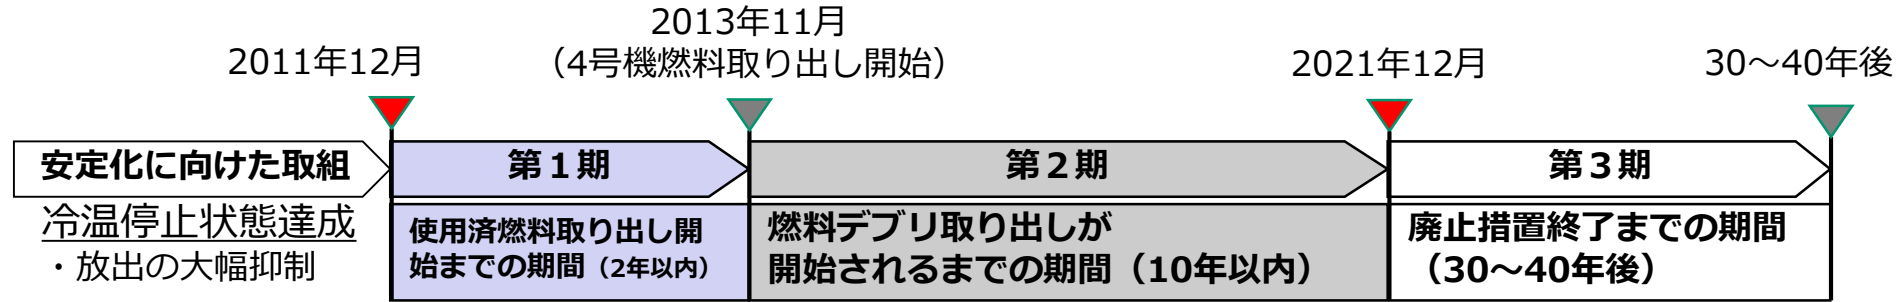 2011年12月
2013年11月
（4号機燃料取り出し開始）
2021年12月
30～40年後
安定化に向けた取組
第１期
第２期
第３期
冷温停止状態達成
・放出の大幅抑制
使用済燃料取り出し開
始までの期間（2年以内）
燃料デブリ取り出しが
開始されるまでの期間（10年以内）
廃止措置終了までの期間
（30～40年後）